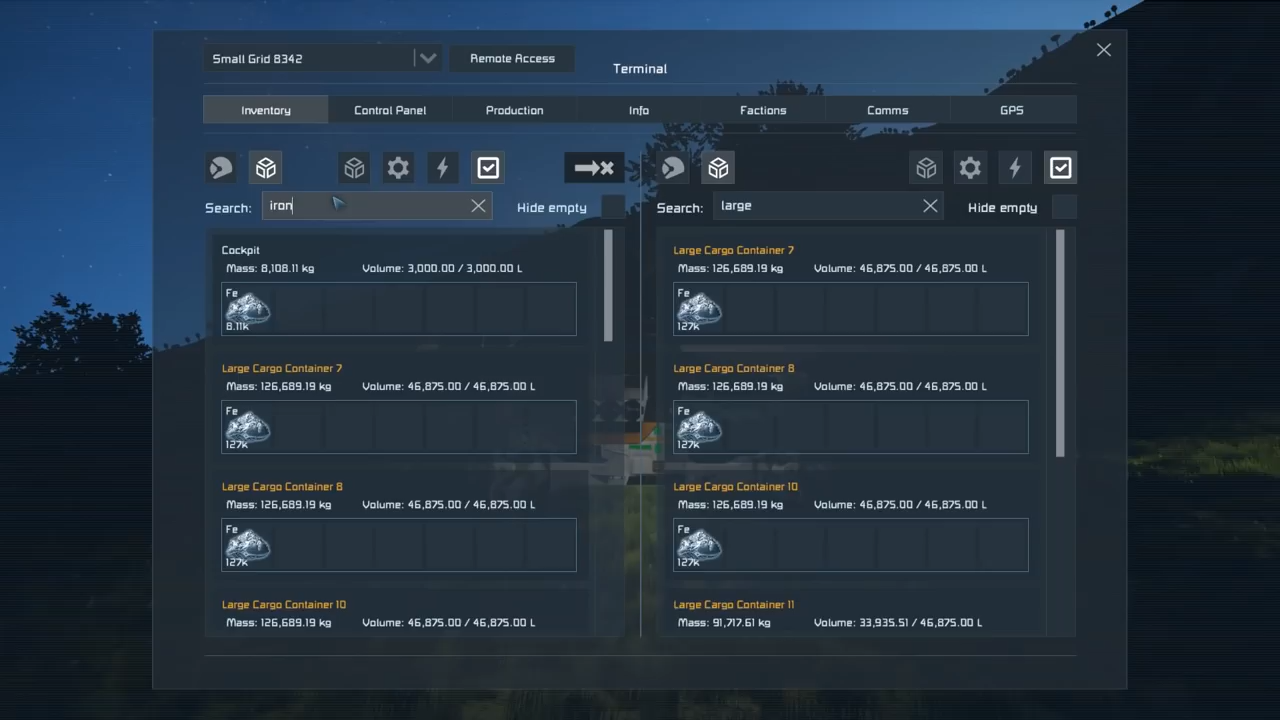 Small Grid 8342
Remote Access
Terminal
Inventory
Control Panel
Production
Info
Factions
Comms
GPS
Search:
iron
Hide empty
Cockpit
Mass: 8,108.11 kg
Volume: 3,000.00 / 3,000.00 L
Fe
8.11k
Large Cargo Container 7
Mass: 126,689.19 kg
Volume: 46,875.00 / 46,875.00 L
Fe
127k
Large Cargo Container 8
Mass: 126,689.19 kg
Volume: 46,875.00 / 46,875.00 L
Fe
127k
Large Cargo Container 10
Mass: 126,689.19 kg
Volume: 46,875.00 / 46,875.00 L
Search:
large
Hide empty
Large Cargo Container 7
Mass: 126,689.19 kg
Volume: 46,875.00 / 46,875.00 L
Fe
127k
Large Cargo Container 8
Mass: 126,689.19 kg
Volume: 46,875.00 / 46,875.00 L
Fe
127k
Large Cargo Container 10
Mass: 126,689.19 kg
Volume: 46,875.00 / 46,875.00 L
Fe
127k
Large Cargo Container 11
Mass: 91,717.61 kg
Volume: 33,935.51 / 46,875.00 L